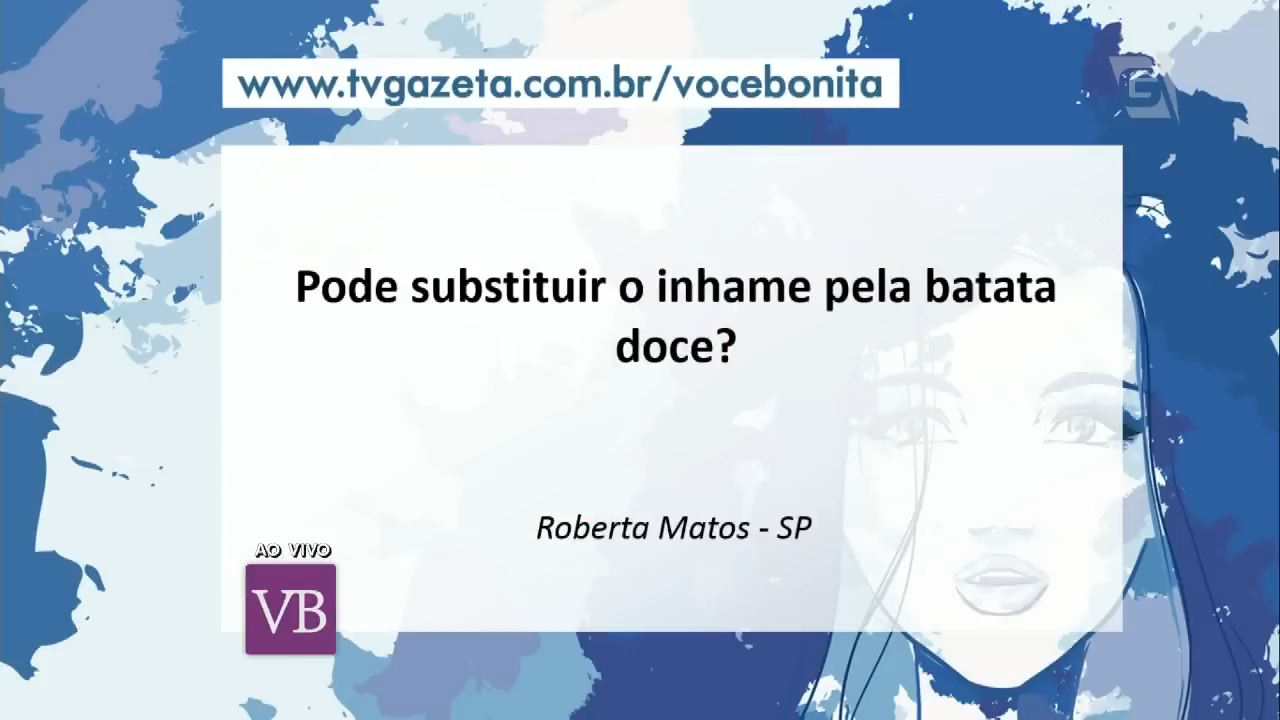 www.tvgazeta.com.br/vocebonita
G
Pode substituir o inhame pela batata
doce?
Roberta Matos - SP
AO VIVO
VB